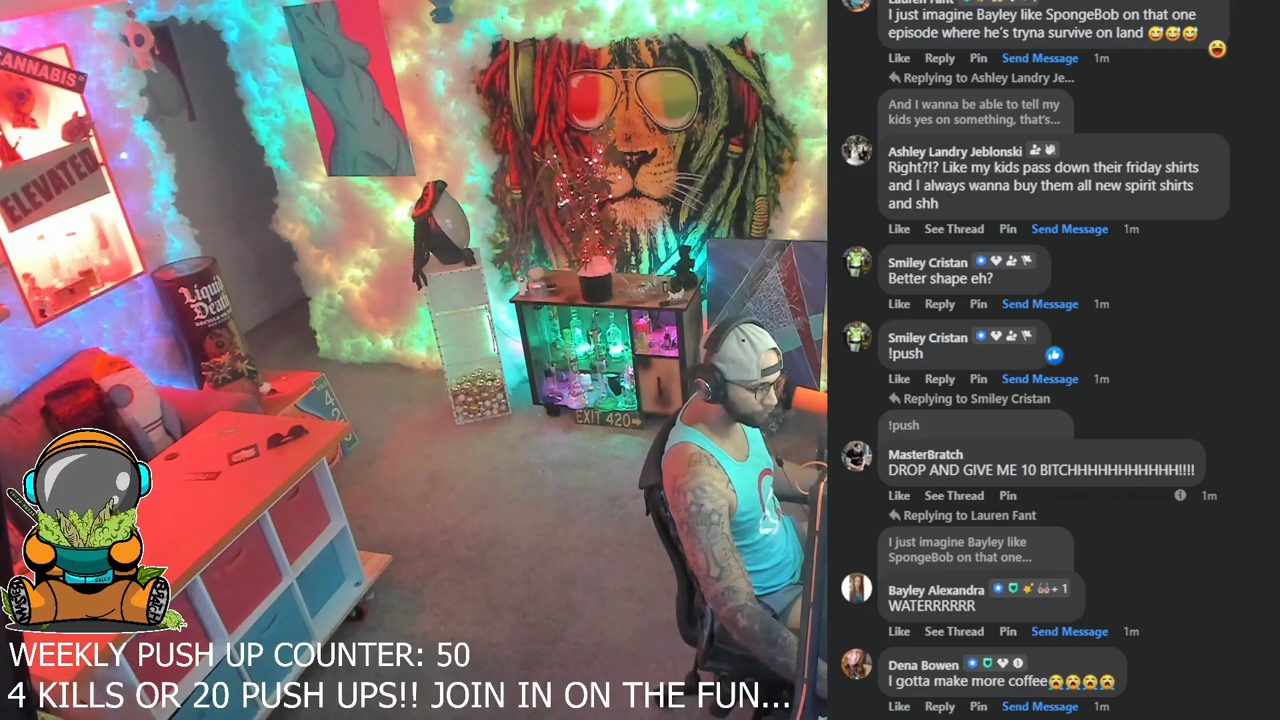 CANNABIS
ELEVATED
Liquid
Death
EXIT 420
420
WEEKLY PUSH UP COUNTER: 50
4 KILLS OR 20 PUSH UPS!! JOIN IN ON THE FUN...
Lauren Fant
I just imagine Bayley like SpongeBob on that one
episode where he's tryna survive on land 😅😅😅
Like Reply Pin Send Message 1m
Replying to Ashley Landry Je...
And I wanna be able to tell my
kids yes on something, that's...
Ashley Landry Jeblonski
Right?!? Like my kids pass down their friday shirts
and I always wanna buy them all new spirit shirts
and shh
Like See Thread Pin Send Message 1m
Smiley Cristan
Better shape eh?
Like Reply Pin Send Message 1m
Smiley Cristan
!push
Like Reply Pin Send Message 1m
Replying to Smiley Cristan
!push
MasterBratch
DROP AND GIVE ME 10 BITCHHHHHHHHHHH!!!!
Like See Thread Pin 1m
Replying to Lauren Fant
I just imagine Bayley like
SpongeBob on that one...
Bayley Alexandra + 1
WATERRRRRR
Like See Thread Pin Send Message 1m
Dena Bowen
I gotta make more coffee😭😭😭😭
Like Reply Pin Send Message 1m